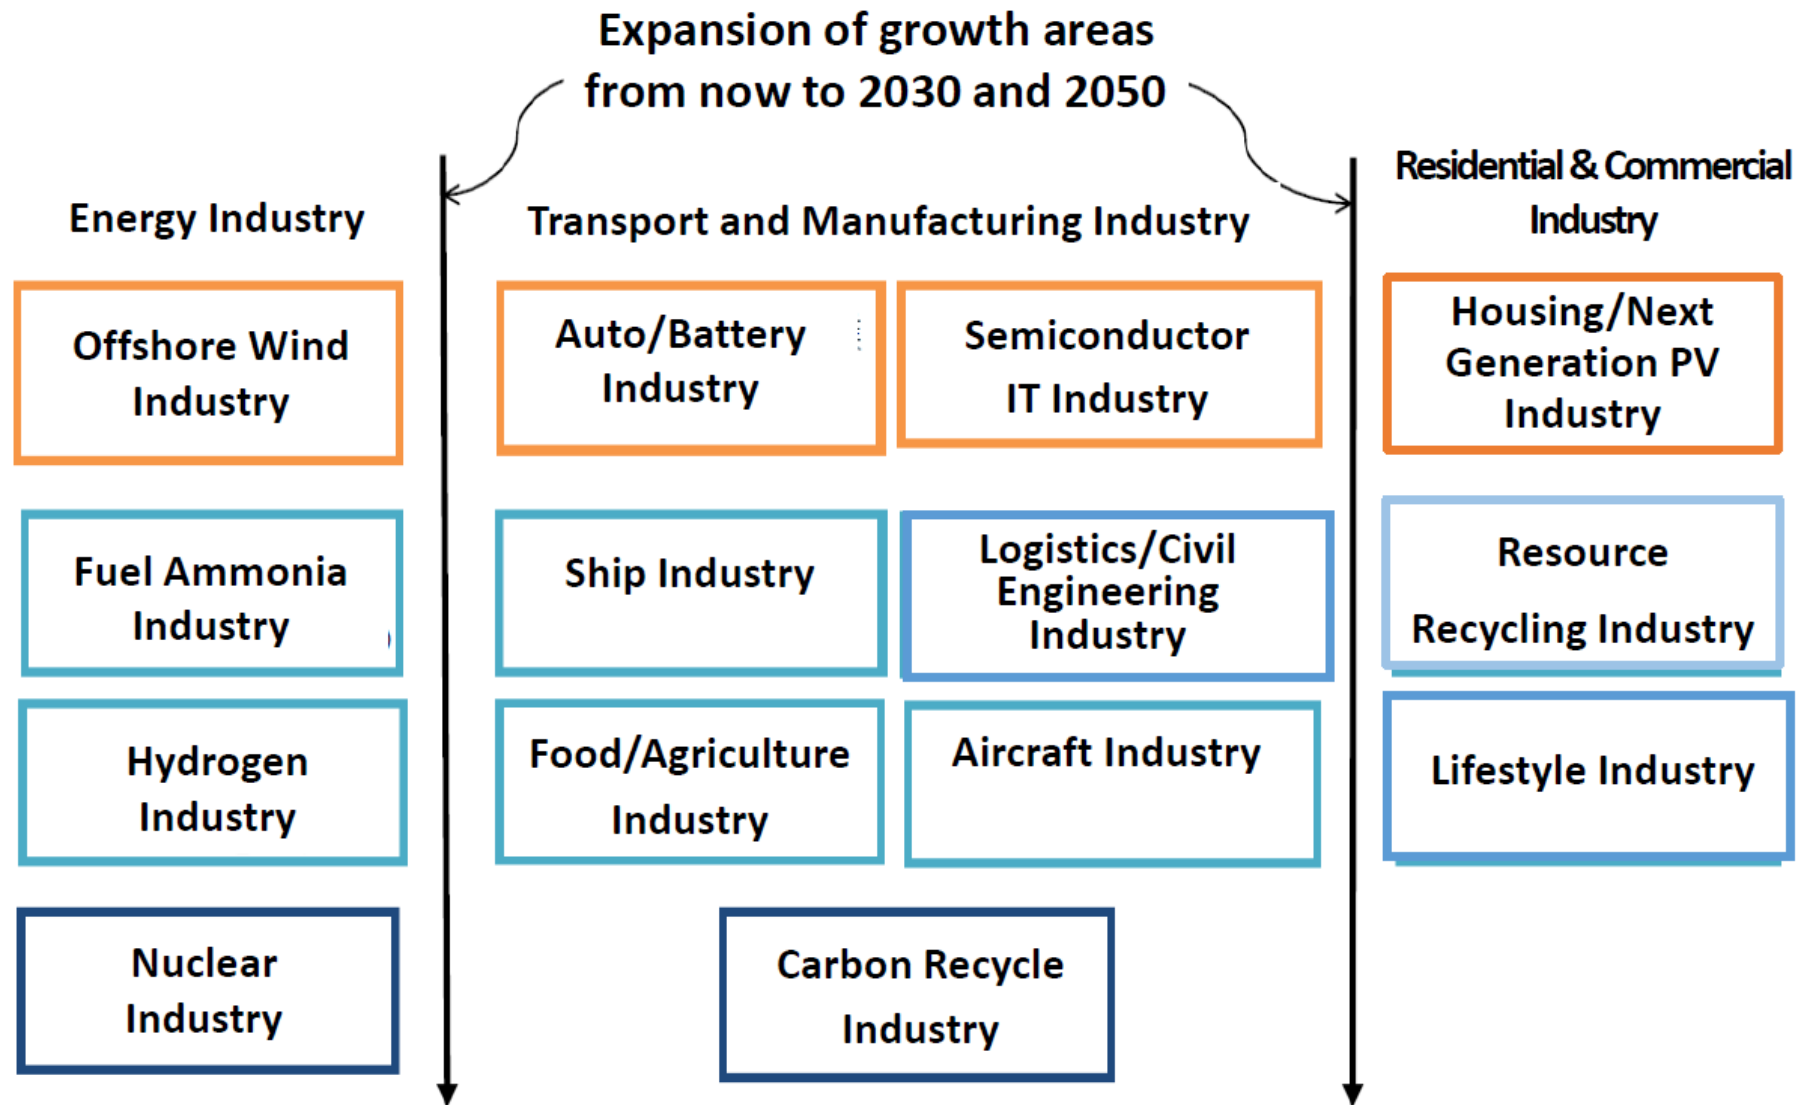 Expansion of growth areas
from now to 2030 and 2050
Energy Industry
Transport and Manufacturing Industry
Residential & Commercial
Industry
Offshore Wind
Industry
Auto/Battery
Industry
Semiconductor
IT Industry
Housing/Next
Generation PV
Industry
Fuel Ammonia
Industry
Ship Industry
Logistics/Civil
Engineering
Industry
Resource
Recycling Industry
Hydrogen
Industry
Food/Agriculture
Industry
Aircraft Industry
Lifestyle Industry
Nuclear
Industry
Carbon Recycle
Industry